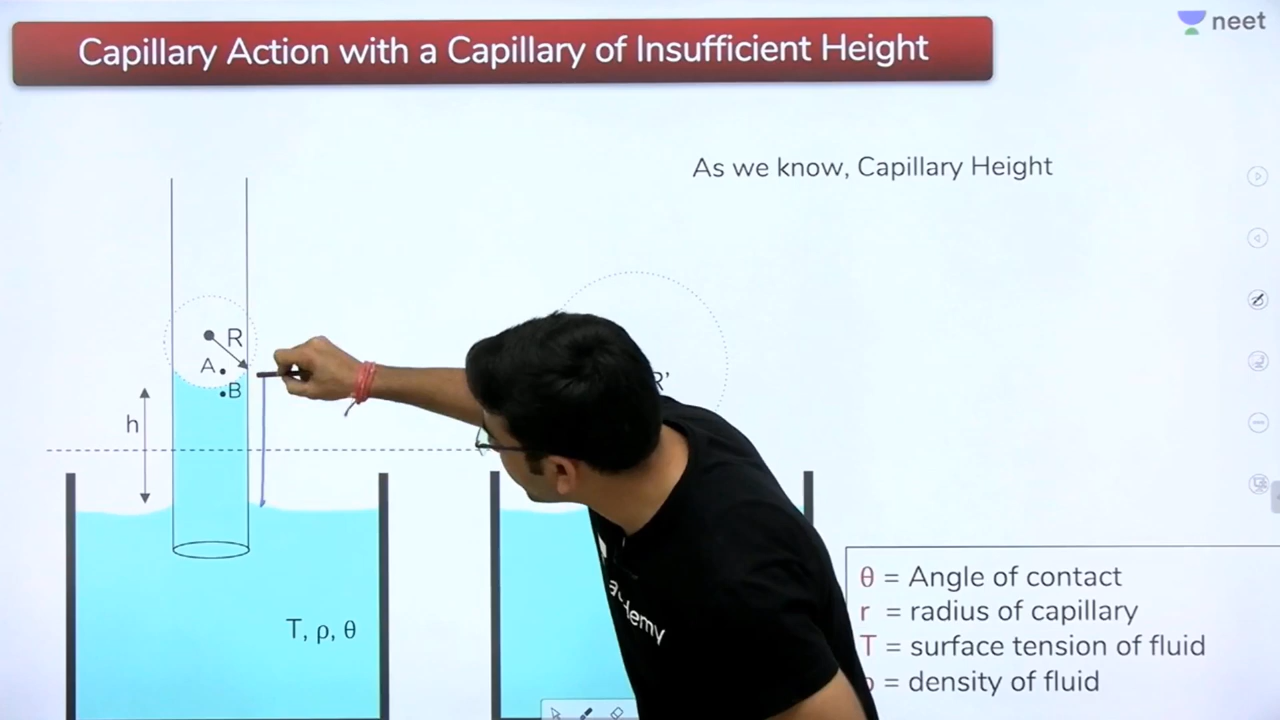 neet
Capillary Action with a Capillary of Insufficient Height
As we know, Capillary Height
R
A
B
R'
h
T, ρ, θ
θ = Angle of contact
r = radius of capillary
T = surface tension of fluid
= density of fluid